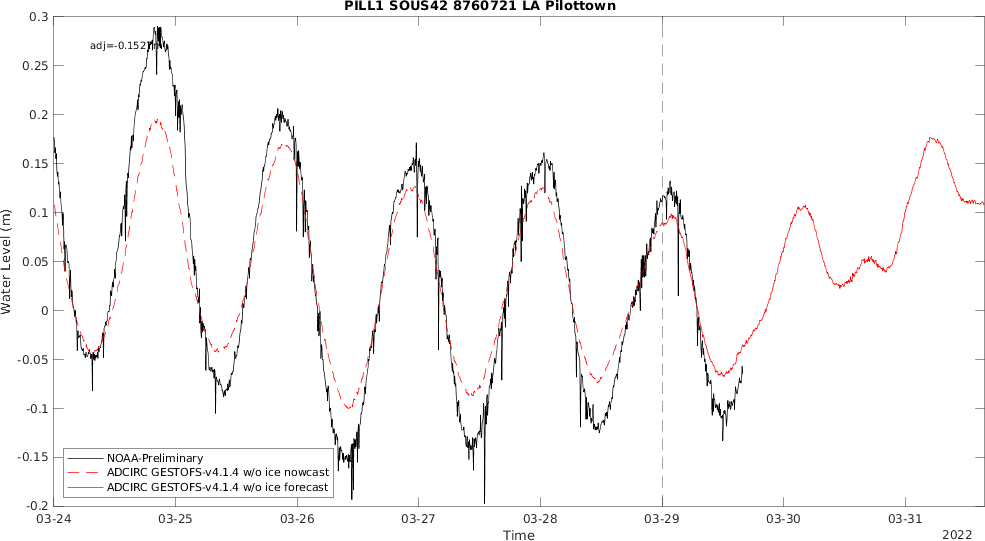 PILL1 SOUS42 8760721 LA Pilottown
adj=-0.1527m
0.3
0.25
0.2
0.15
0.1
0.05
0
-0.05
-0.1
-0.15
-0.2
Water Level (m)
NOAA-Preliminary
ADCIRC GESTOFS-v4.1.4 w/o ice nowcast
ADCIRC GESTOFS-v4.1.4 w/o ice forecast
03-24 03-25 03-26 03-27 03-28 03-29 03-30 03-31
Time
2022